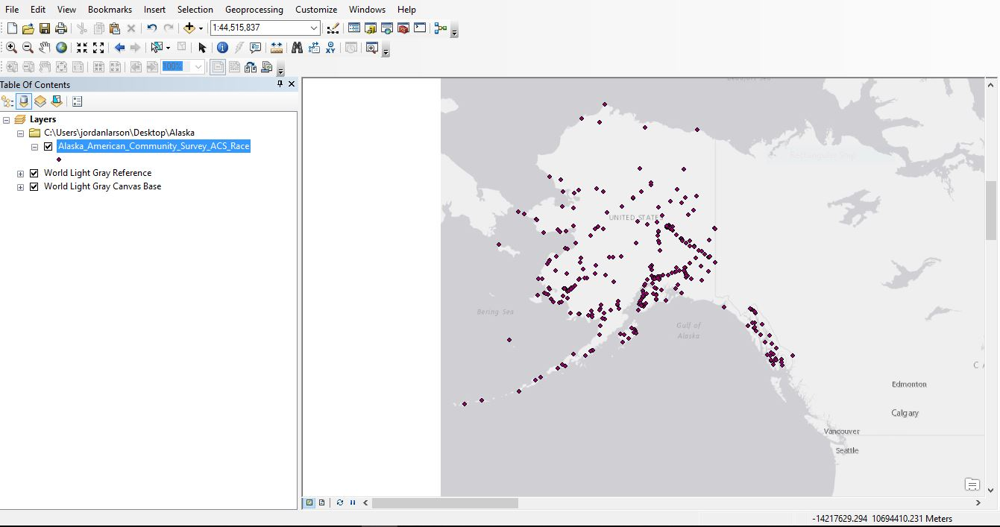 File Edit View Bookmarks Insert Selection Geoprocessing Customize Windows Help
1:44,515,837
XY
100%
Table Of Contents
Layers
C:\Users\jordanlarson\Desktop\Alaska
Alaska_American_Community_Survey_ACS_Race
World Light Gray Reference
World Light Gray Canvas Base
UNITED STATES
Bering Sea
Gulf of
Alaska
C A
Edmonton
Calgary
Vancouver
Seattle
-14217629.294 10694410.231 Meters